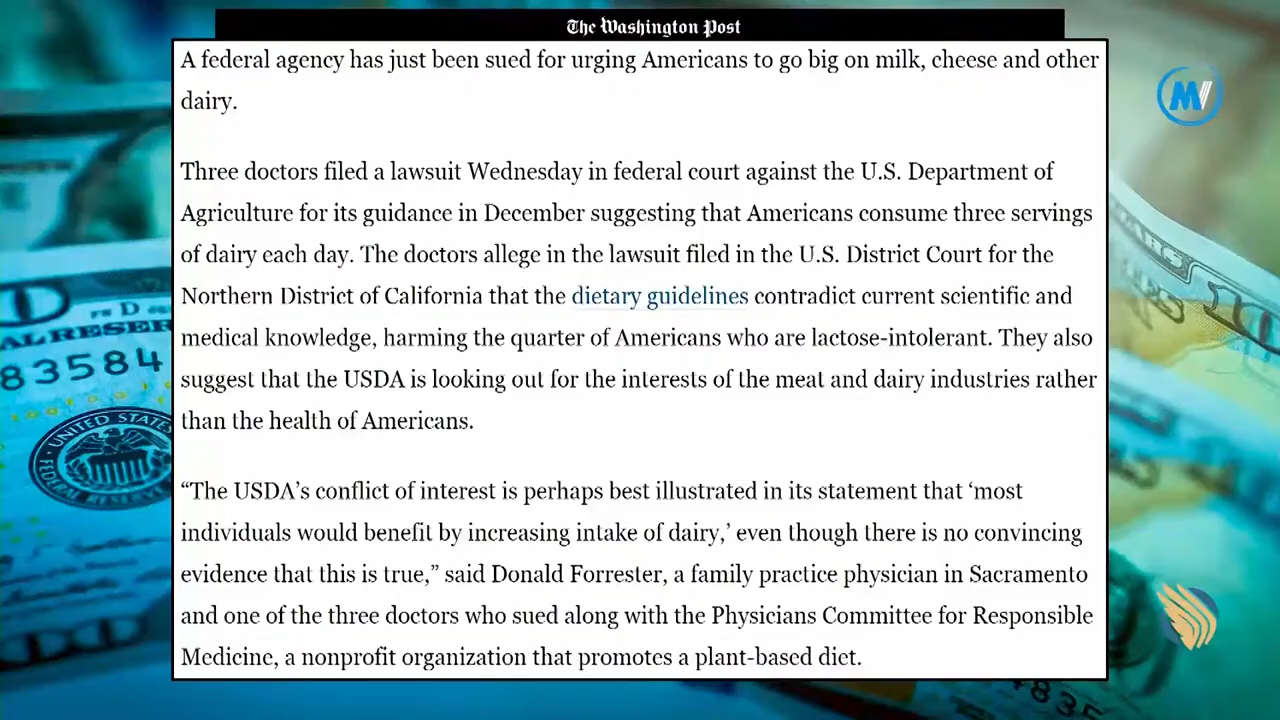 The Washington Post
A federal agency has just been sued for urging Americans to go big on milk, cheese and other
dairy.
Three doctors filed a lawsuit Wednesday in federal court against the U.S. Department of
Agriculture for its guidance in December suggesting that Americans consume three servings
of dairy each day. The doctors allege in the lawsuit filed in the U.S. District Court for the
Northern District of California that the dietary guidelines contradict current scientific and
medical knowledge, harming the quarter of Americans who are lactose-intolerant. They also
suggest that the USDA is looking out for the interests of the meat and dairy industries rather
than the health of Americans.
“The USDA’s conflict of interest is perhaps best illustrated in its statement that ‘most
individuals would benefit by increasing intake of dairy,’ even though there is no convincing
evidence that this is true,” said Donald Forrester, a family practice physician in Sacramento
and one of the three doctors who sued along with the Physicians Committee for Responsible
Medicine, a nonprofit organization that promotes a plant-based diet.
83584
UNITED STATES
FEDERAL RESERVE